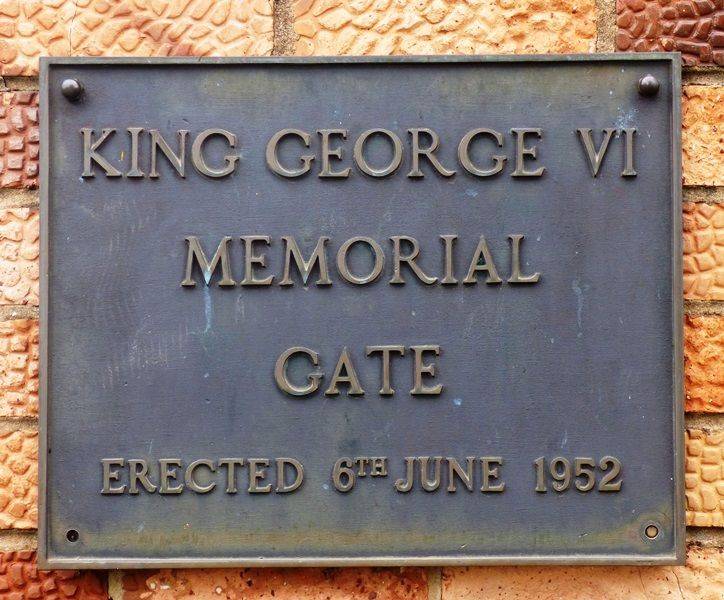 KING GEORGE VI
MEMORIAL
GATE
ERECTED 6TH JUNE 1952